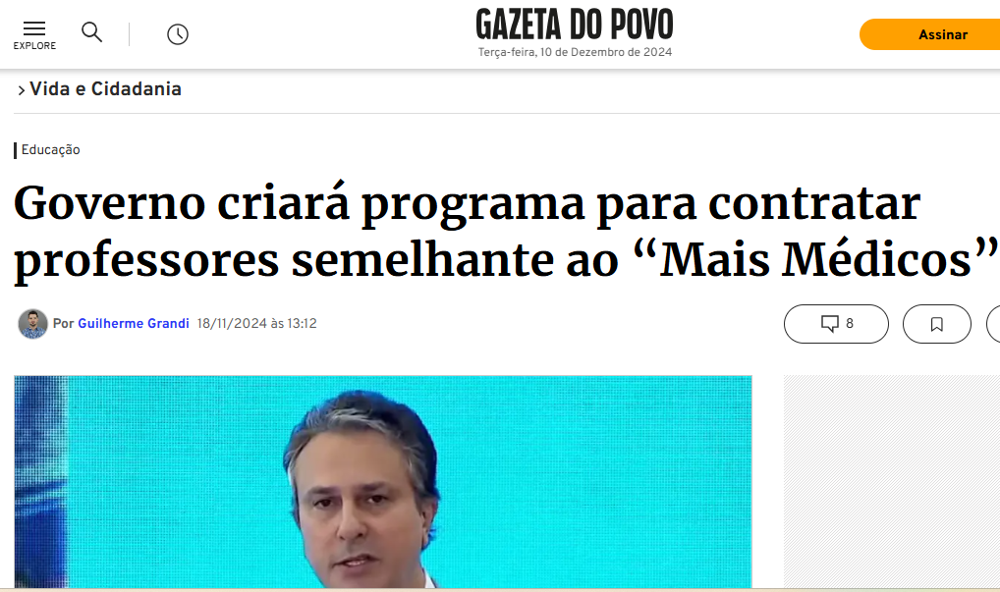 EXPLORE
GAZETA DO POVO
Terça-feira, 10 de Dezembro de 2024
Assinar
Vida e Cidadania
Educação
Governo criará programa para contratar
professores semelhante ao “Mais Médicos”
Por Guilherme Grandi 18/11/2024 às 13:12
8